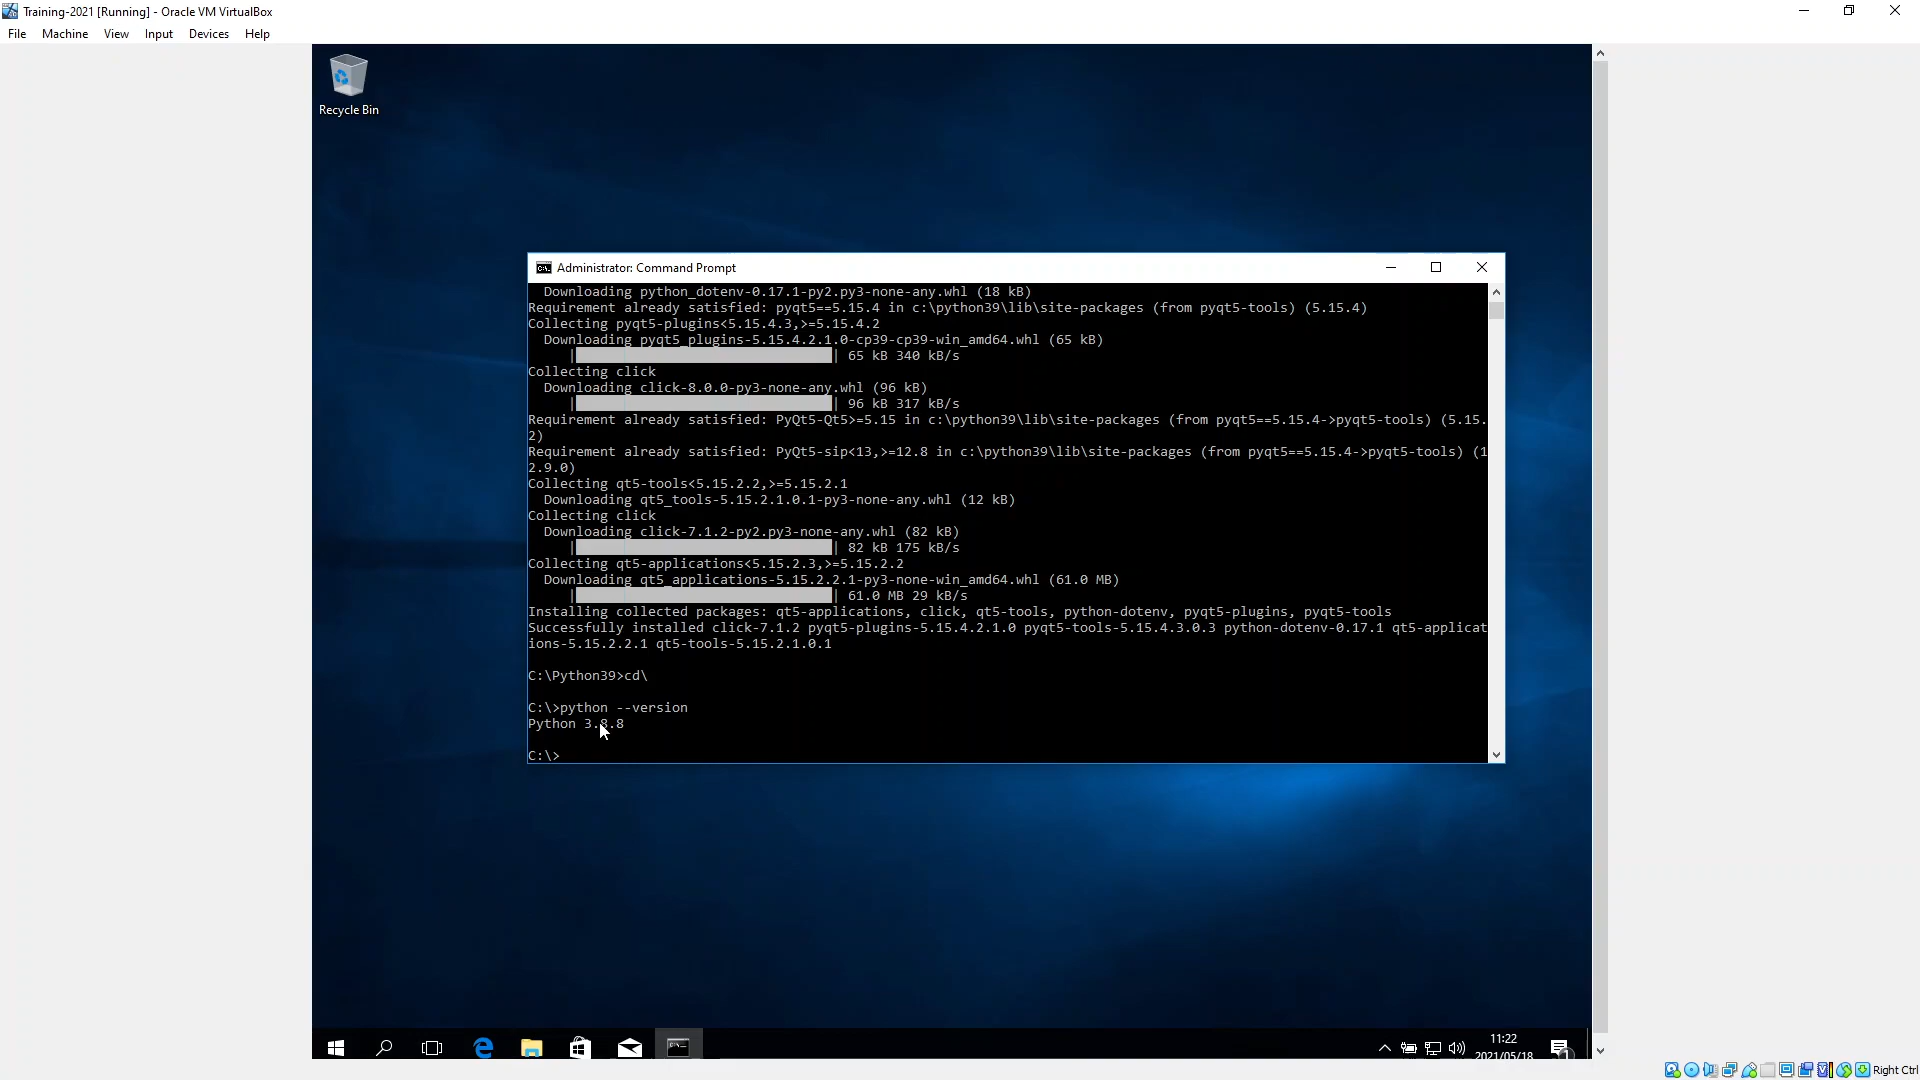 Training-2021 [Running] - Oracle VM VirtualBox
File Machine View Input Devices Help
Recycle Bin
Administrator: Command Prompt
Downloading python_dotenv-0.17.1-py2.py3-none-any.whl (18 kB)
Requirement already satisfied: pyqt5==5.15.4 in c:\python39\lib\site-packages (from pyqt5-tools) (5.15.4)
Collecting pyqt5-plugins<5.15.4.3,>=5.15.4.2
Downloading pyqt5_plugins-5.15.4.2.1.0-cp39-cp39-win_amd64.whl (65 kB)
| | 65 kB 340 kB/s
Collecting click
Downloading click-8.0.0-py3-none-any.whl (96 kB)
| | 96 kB 317 kB/s
Requirement already satisfied: PyQt5-Qt5>=5.15 in c:\python39\lib\site-packages (from pyqt5==5.15.4->pyqt5-tools) (5.15.
2)
Requirement already satisfied: PyQt5-sip<13,>=12.8 in c:\python39\lib\site-packages (from pyqt5==5.15.4->pyqt5-tools) (1
2.9.0)
Collecting qt5-tools<5.15.2.2,>=5.15.2.1
Downloading qt5_tools-5.15.2.1.0.1-py3-none-any.whl (12 kB)
Collecting click
Downloading click-7.1.2-py2.py3-none-any.whl (82 kB)
| | 82 kB 175 kB/s
Collecting qt5-applications<5.15.2.3,>=5.15.2.2
Downloading qt5_applications-5.15.2.2.1-py3-none-win_amd64.whl (61.0 MB)
| | 61.0 MB 29 kB/s
Installing collected packages: qt5-applications, click, qt5-tools, python-dotenv, pyqt5-plugins, pyqt5-tools
Successfully installed click-7.1.2 pyqt5-plugins-5.15.4.2.1.0 pyqt5-tools-5.15.4.3.0.3 python-dotenv-0.17.1 qt5-applicat
ions-5.15.2.2.1 qt5-tools-5.15.2.1.0.1
C:\Python39>cd\
C:\>python --version
Python 3.8.8
C:\>
11:22
2021/05/18
1
Right Ctrl